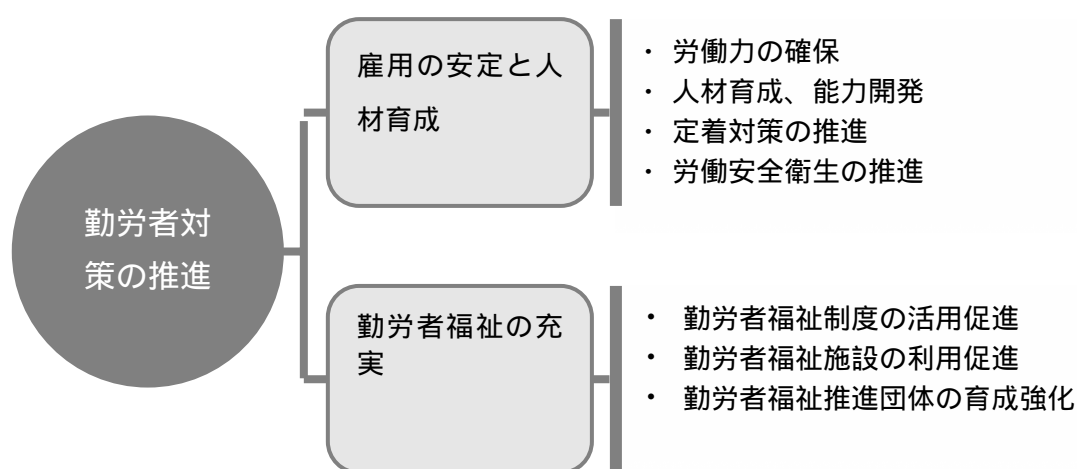 勤労者対
策の推進
雇用の安定と人
材育成
・ 労働力の確保
・ 人材育成、能力開発
・ 定着対策の推進
・ 労働安全衛生の推進
勤労者福祉の充
実
・ 勤労者福祉制度の活用促進
・ 勤労者福祉施設の利用促進
・ 勤労者福祉推進団体の育成強化